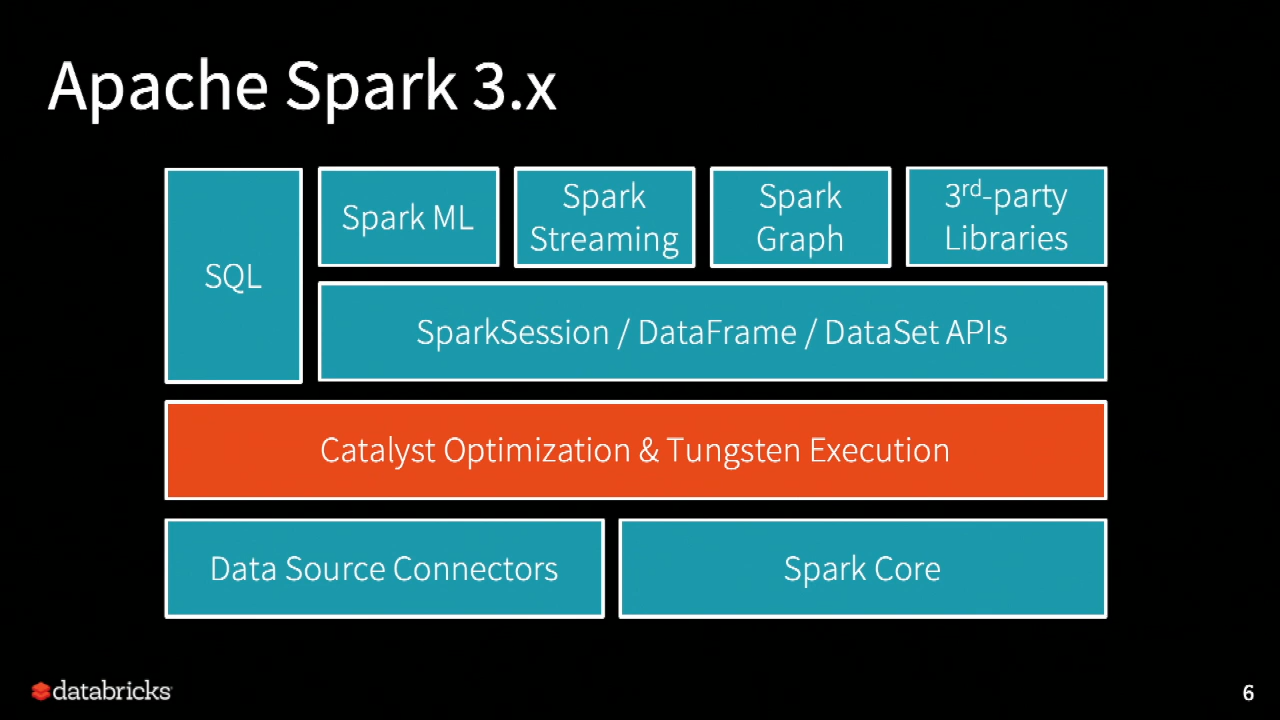 Apache Spark 3.x
SQL
Spark ML
Spark
Streaming
Spark
Graph
3rd-party
Libraries
SparkSession / DataFrame / DataSet APIs
Catalyst Optimization & Tungsten Execution
Data Source Connectors
Spark Core
databricks
6